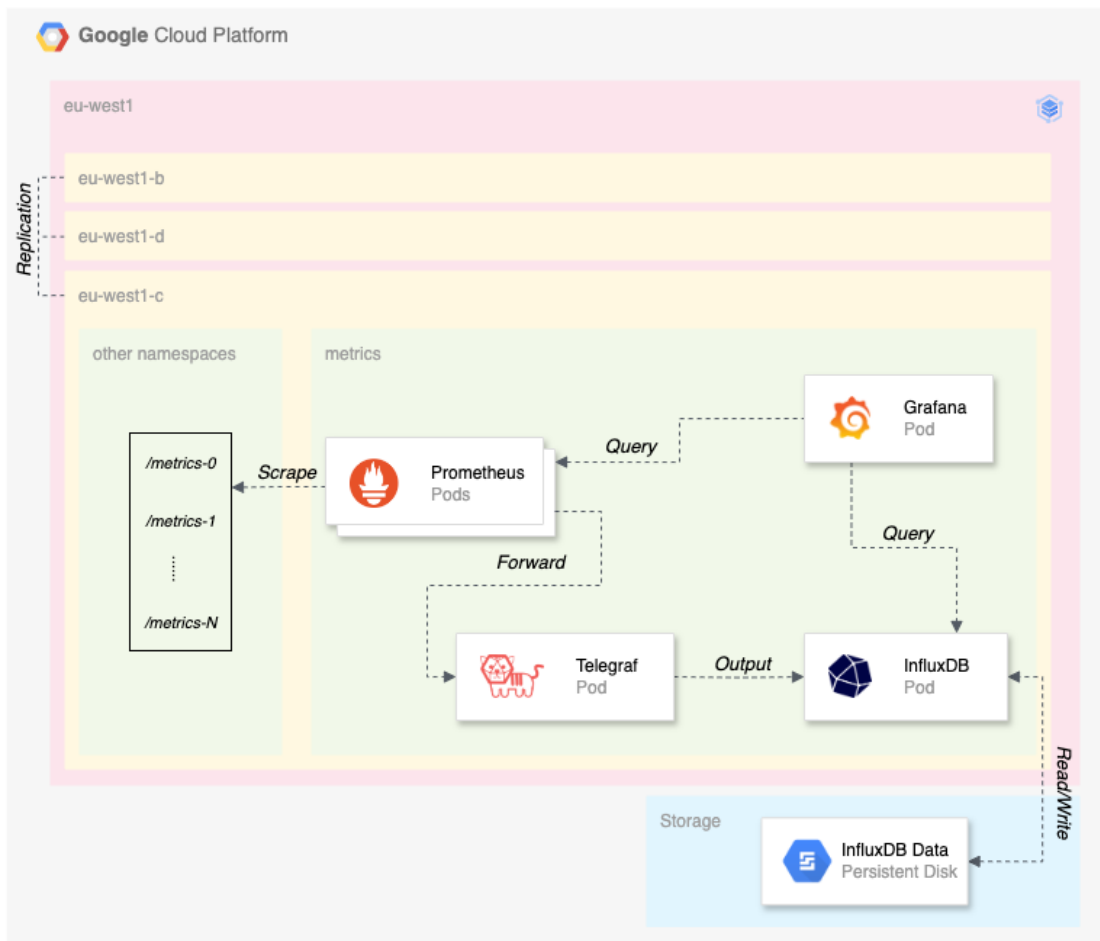 Google Cloud Platform
eu-west1
eu-west1-b
Replication
eu-west1-d
eu-west1-c
other namespaces
metrics
/metrics-0
/metrics-1
/metrics-N
Scrape
Prometheus
Pods
Query
Grafana
Pod
Query
Forward
Telegraf
Pod
Output
InfluxDB
Pod
Read/Write
Storage
InfluxDB Data
Persistent Disk